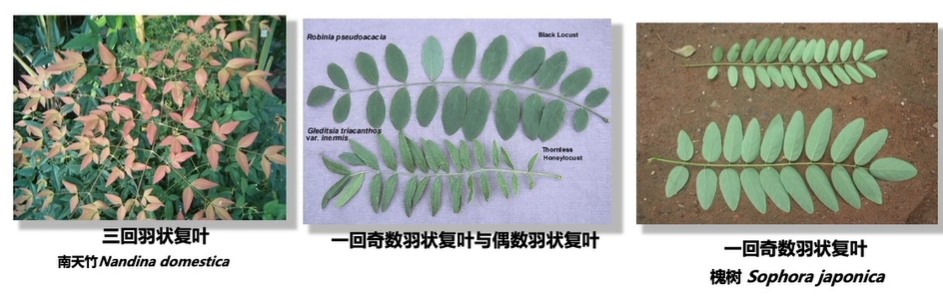 Robinia pseudoacacia
Black Locust
Gleditsia triacanthos
var. inermis
Thornless
Honeylocust
三回羽状复叶
南天竹Nandina domestica
一回奇数羽状复叶与偶数羽状复叶
一回奇数羽状复叶
槐树 Sophora japonica